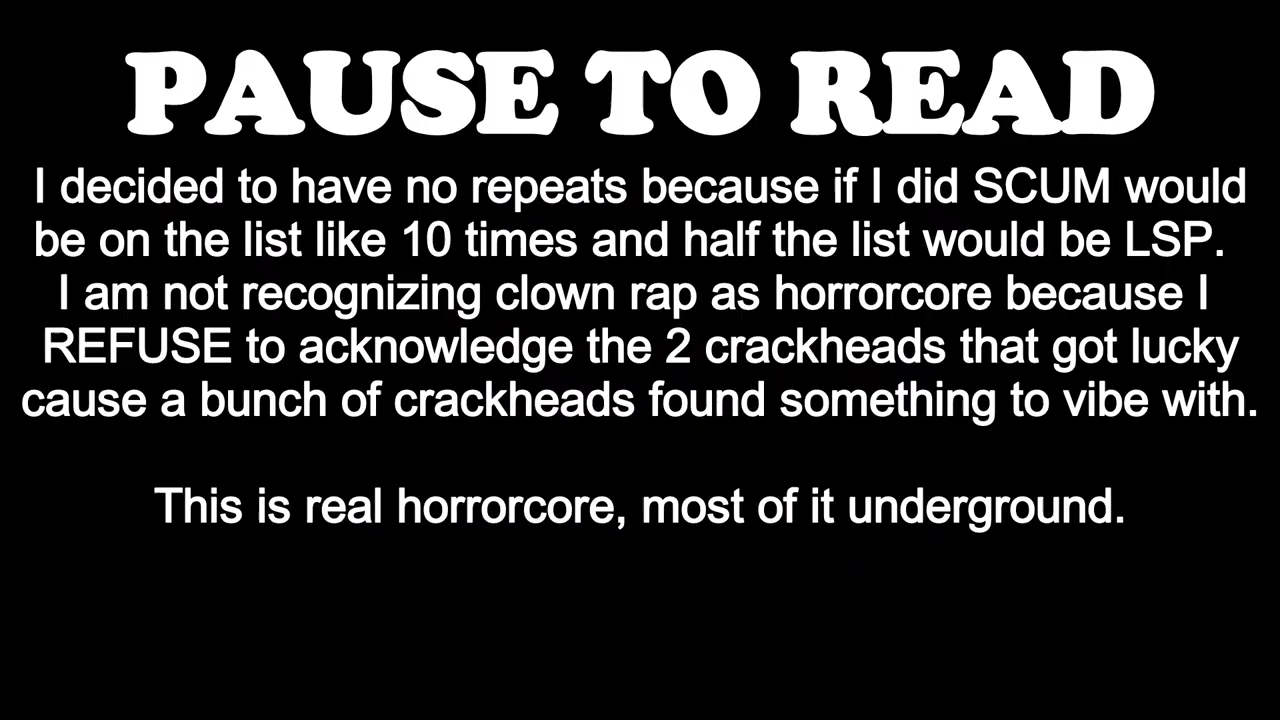 PAUSE TO READ
I decided to have no repeats because if I did SCUM would
be on the list like 10 times and half the list would be LSP.
I am not recognizing clown rap as horrorcore because I
REFUSE to acknowledge the 2 crackheads that got lucky
cause a bunch of crackheads found something to vibe with.
This is real horrorcore, most of it underground.